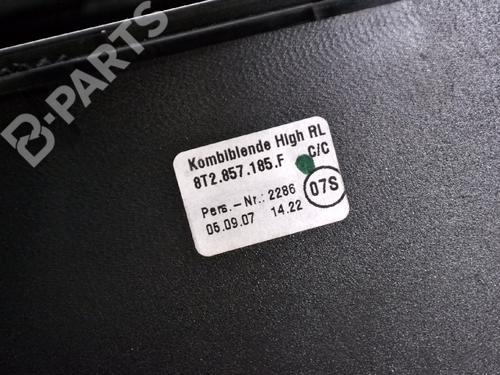 B-PARTS
Kombiblende High RL
8T2.857.185.F C/C
Pers.-Nr.: 2286 07S
05.09.07 14.22